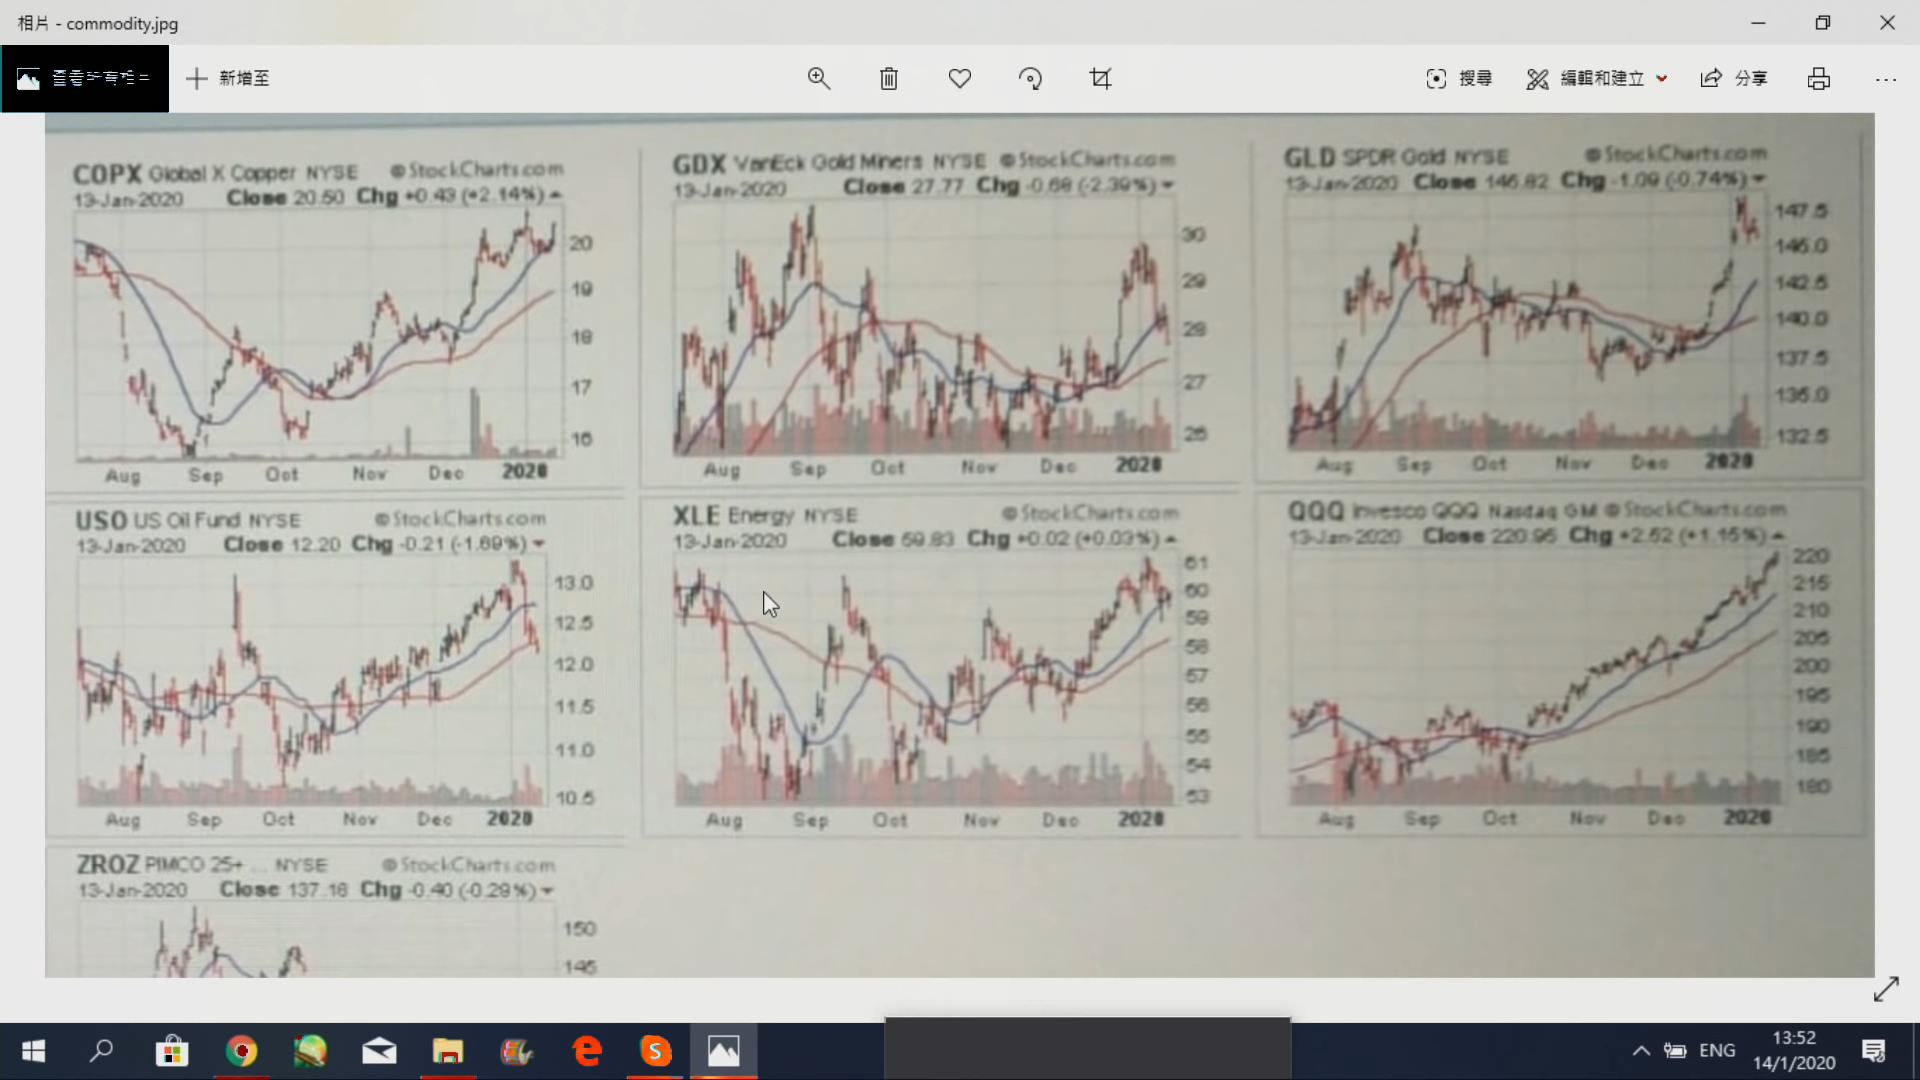 相片 - commodity.jpg
新增至
搜尋
編輯和建立
分享
COPX Global X Copper NYSE © StockCharts.com
13-Jan-2020 Close 20.50 Chg +0.43 (+2.14%)
20
19
18
17
16
Aug Sep Oct Nov Dec 2020
GDX VanEck Gold Miners NYSE © StockCharts.com
13-Jan-2020 Close 27.77 Chg -0.68 (-2.39%)
30
29
28
27
26
Aug Sep Oct Nov Dec 2020
GLD SPDR Gold NYSE © StockCharts.com
13-Jan-2020 Close 146.82 Chg -1.09 (-0.74%)
147.5
145.0
142.5
140.0
137.5
135.0
132.5
Aug Sep Oct Nov Dec 2020
USO US Oil Fund NYSE © StockCharts.com
13-Jan-2020 Close 12.20 Chg -0.21 (-1.69%)
13.0
12.5
12.0
11.5
11.0
10.5
Aug Sep Oct Nov Dec 2020
XLE Energy NYSE © StockCharts.com
13-Jan-2020 Close 59.83 Chg +0.02 (+0.03%)
61
60
59
58
57
56
55
54
53
Aug Sep Oct Nov Dec 2020
QQQ Invesco QQQ Nasdaq GM © StockCharts.com
13-Jan-2020 Close 220.95 Chg +2.52 (+1.15%)
220
215
210
205
200
195
190
185
180
Aug Sep Oct Nov Dec 2020
ZROZ PIMCO 25+ ... NYSE © StockCharts.com
13-Jan-2020 Close 137.16 Chg -0.40 (-0.29%)
150
145
ENG
13:52
14/1/2020